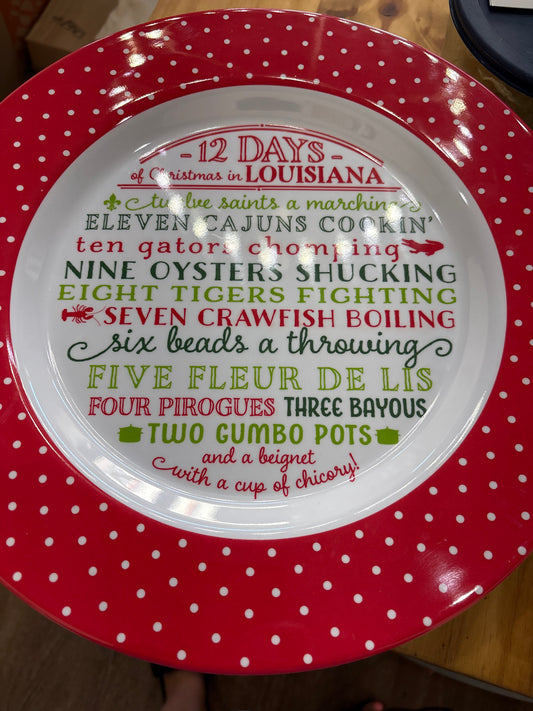 - 12 DAYS -
of Christmas in LOUISIANA
twelve saints a marching
ELEVEN CAJUNS COOKIN'
ten gators chomping
NINE OYSTERS SHUCKING
EIGHT TIGERS FIGHTING
SEVEN CRAWFISH BOILING
six beads a throwing
FIVE FLEUR DE LIS
FOUR PIROGUES THREE BAYOUS
TWO GUMBO POTS
and a beignet
with a cup of chicory!